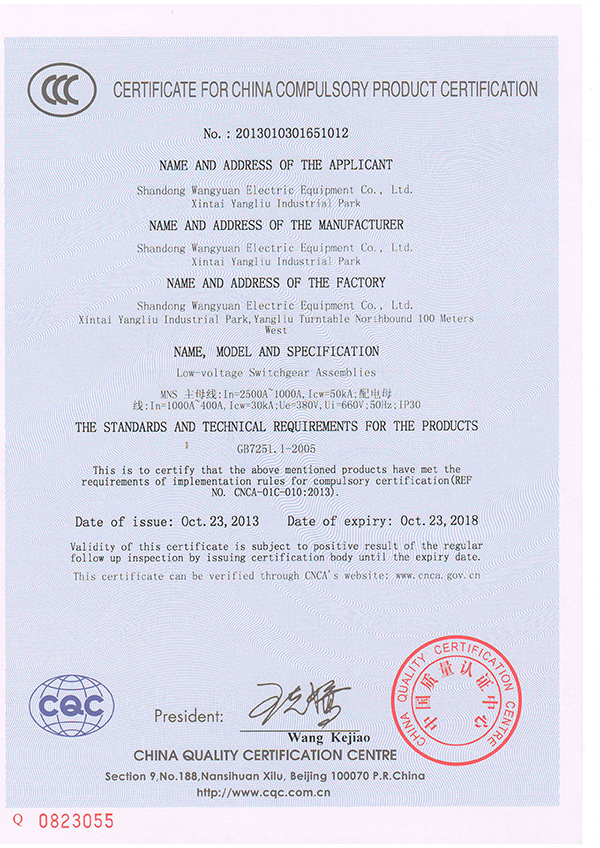 CCC
CERTIFICATE FOR CHINA COMPULSORY PRODUCT CERTIFICATION
No. : 2013010301651012
NAME AND ADDRESS OF THE APPLICANT
Shandong Wangyuan Electric Equipment Co., Ltd.
Xintai Yangliu Industrial Park
NAME AND ADDRESS OF THE MANUFACTURER
Shandong Wangyuan Electric Equipment Co., Ltd.
Xintai Yangliu Industrial Park
NAME AND ADDRESS OF THE FACTORY
Shandong Wangyuan Electric Equipment Co., Ltd.
Xintai Yangliu Industrial Park,Yangliu Turntable Northbound 100 Meters
West
NAME, MODEL AND SPECIFICATION
Low-voltage Switchgear Assemblies
MNS 主母线:In=2500A~1000A,Icw=50kA;配电母
线:In=1000A~400A,Icw=30kA;Ue=380V,Ui=660V;50Hz;IP30
THE STANDARDS AND TECHNICAL REQUIREMENTS FOR THE PRODUCTS
GB7251.1-2005
This is to certify that the above mentioned products have met the
requirements of implementation rules for compulsory certification(REF
NO. CNCA-01C-010:2013).
Date of issue: Oct.23,2013 Date of expiry: Oct.23,2018
Validity of this certificate is subject to positive result of the regular
follow up inspection by issuing certification body until the expiry date.
This certificate can be verified through CNCA's website: www.cnca.gov.cn
CHINA QUALITY CERTIFICATION CENTRE
中国质量认证中心
CQC
President:
Wang Kejiao
CHINA QUALITY CERTIFICATION CENTRE
Section 9,No.188,Nansihuan Xilu, Beijing 100070 P.R.China
http://www.cqc.com.cn
Q 0823055